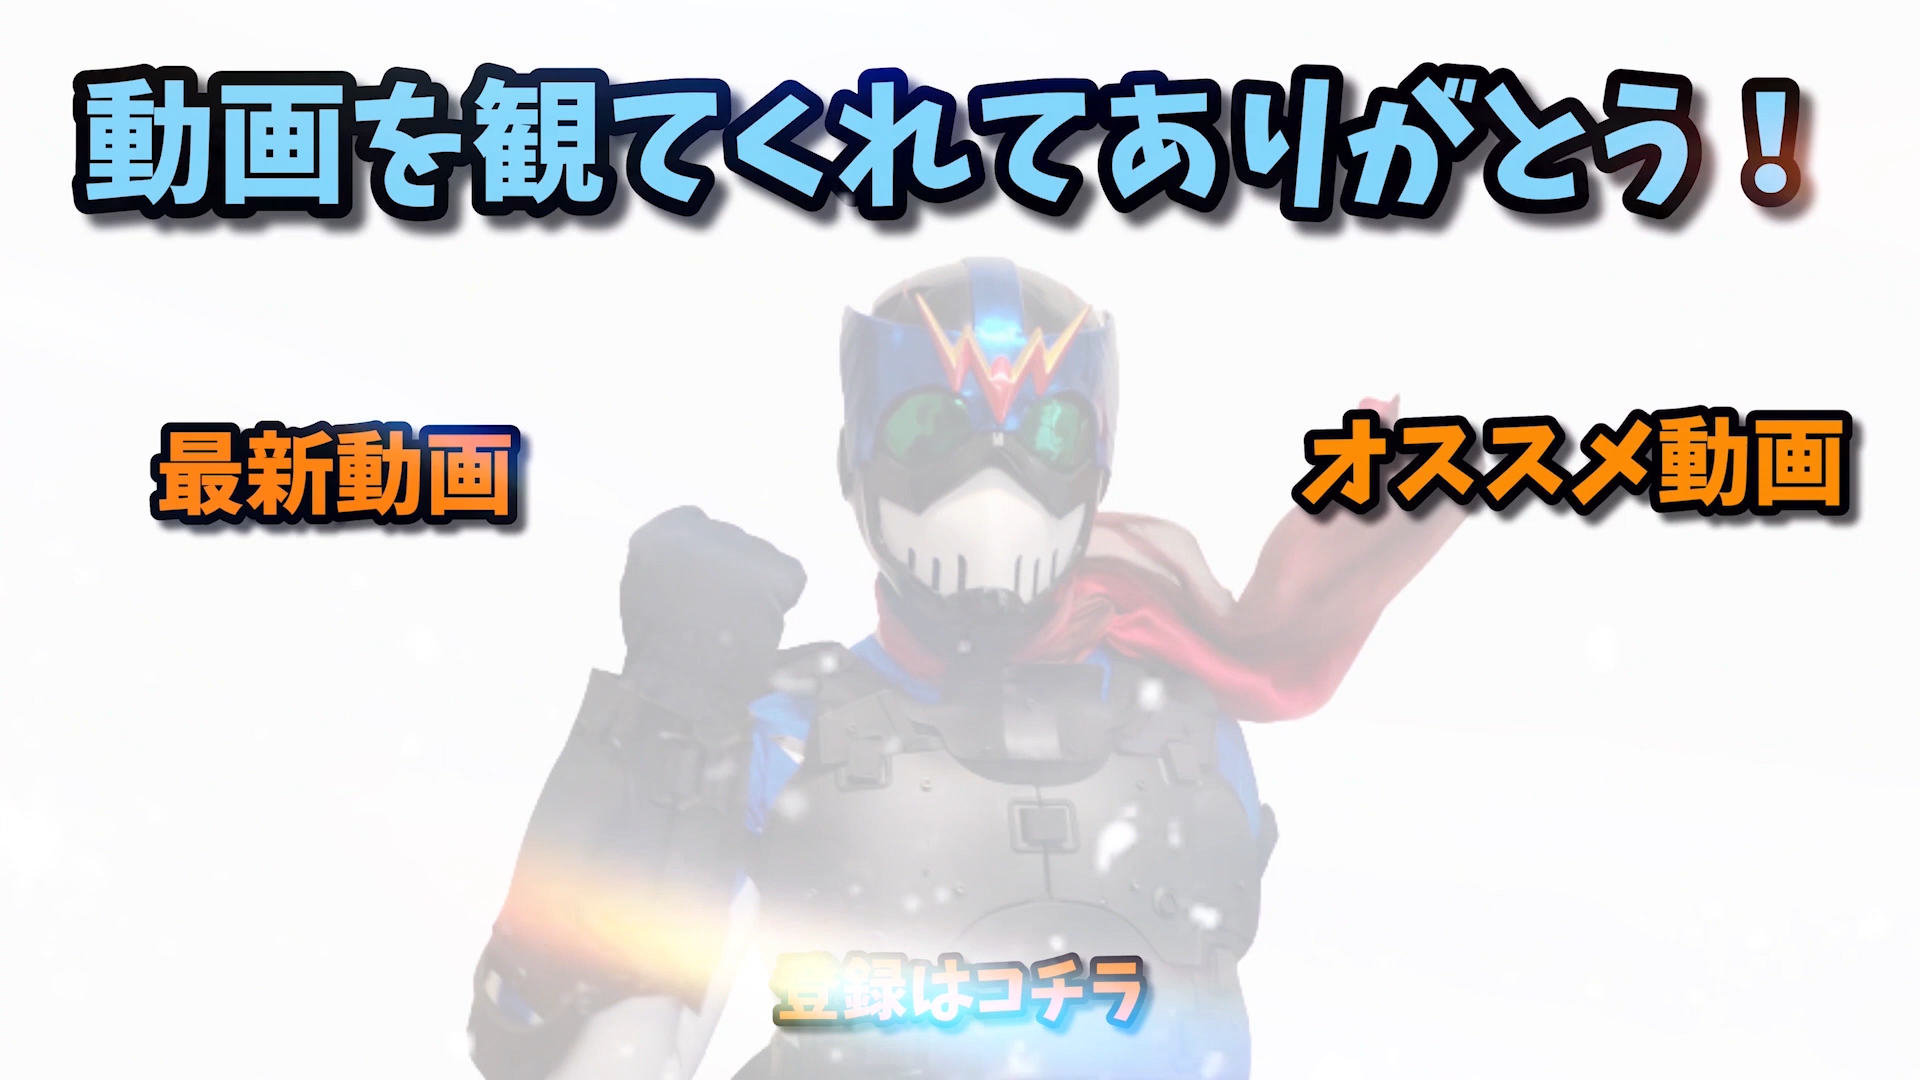 動画を観てくれてありがとう！
最新動画
オススメ動画
登録はコチラ